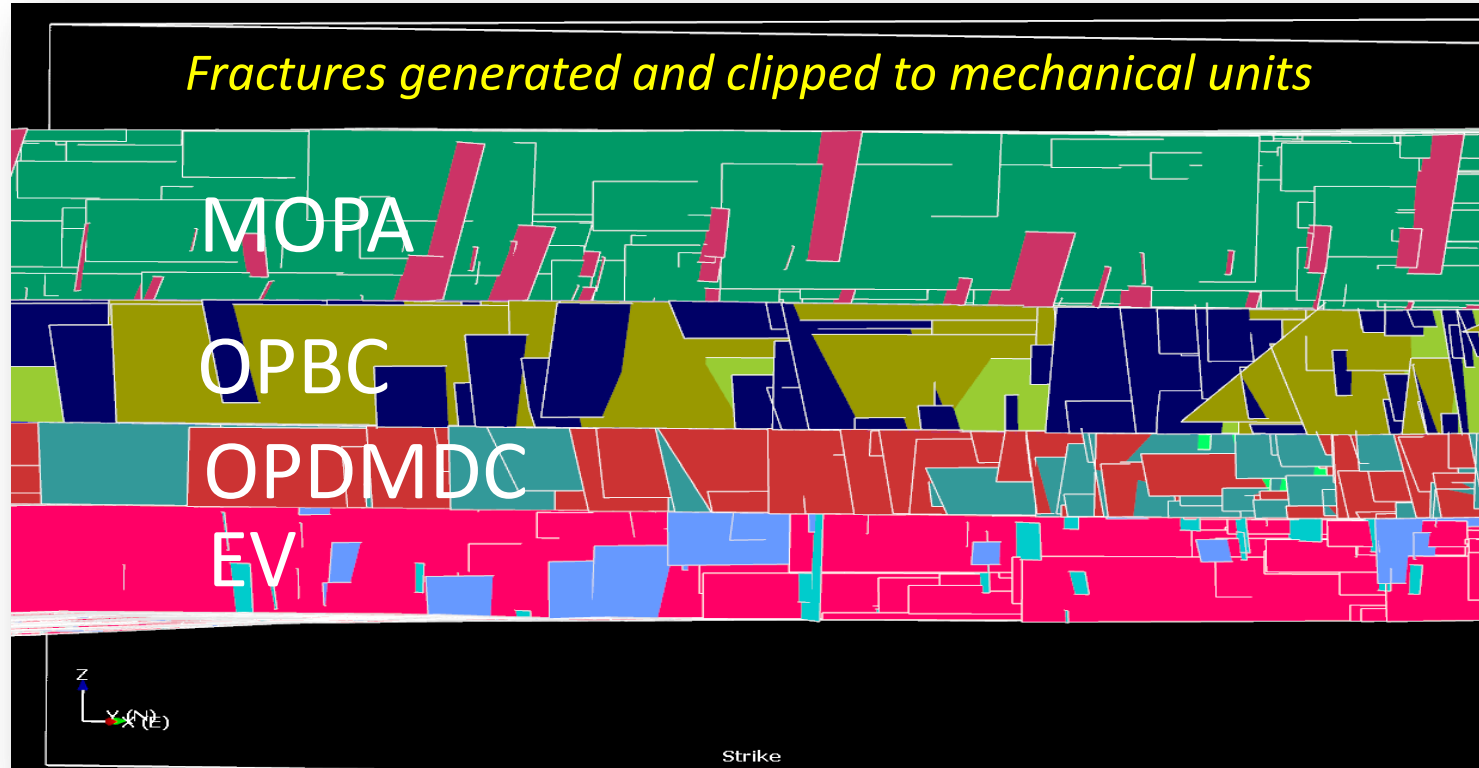 Fractures generated and clipped to mechanical units
MOPA
OPBC
OPDMDC
EV
Z
Y (N)
X (E)
Strike